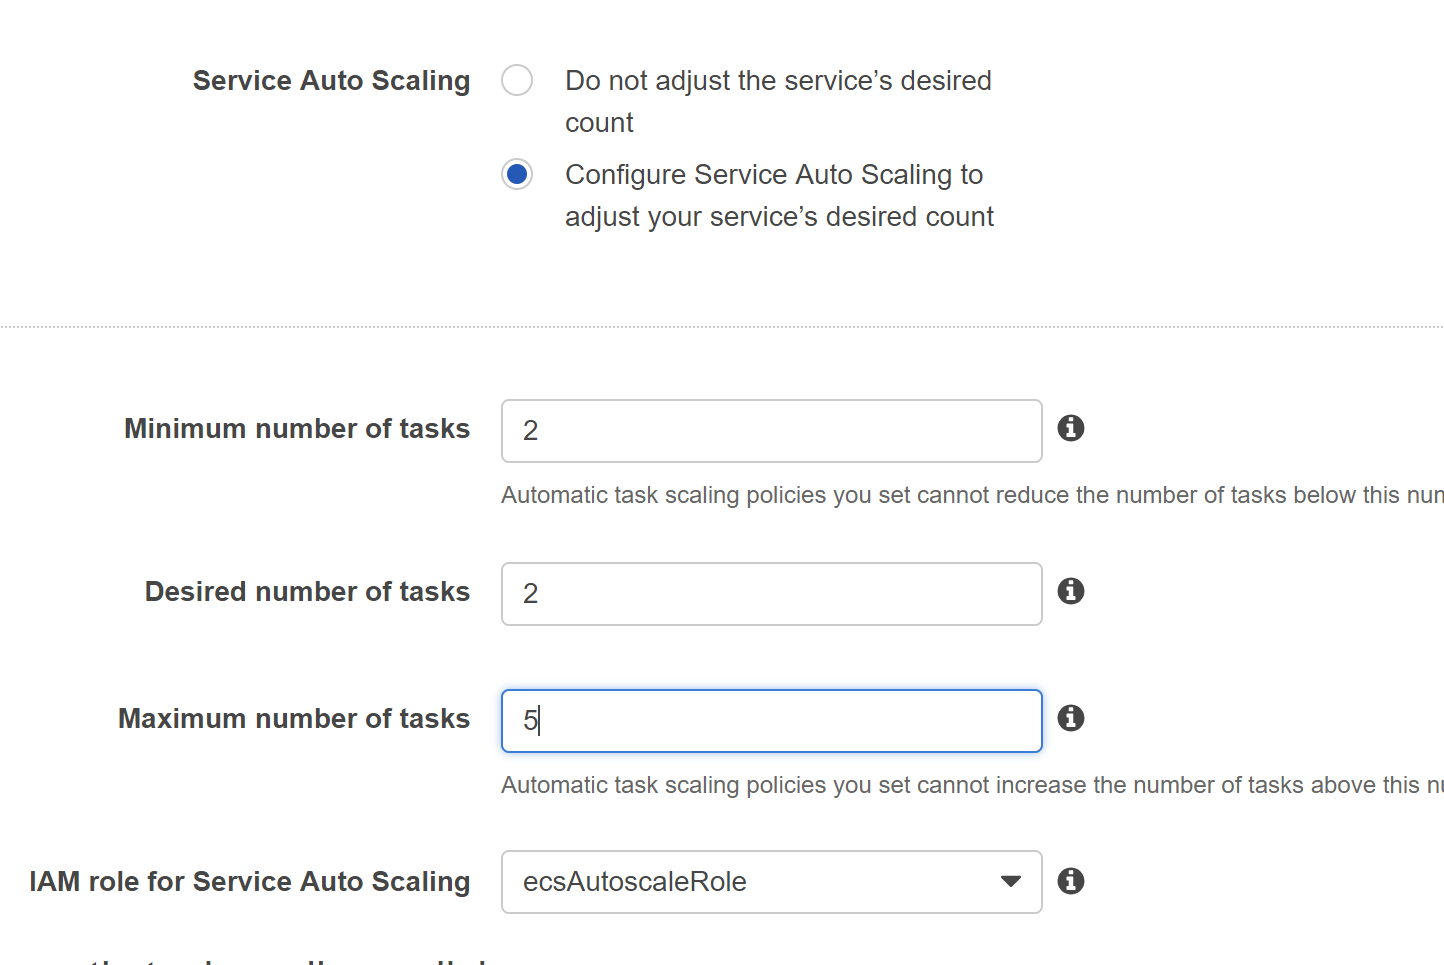 Service Auto Scaling
Do not adjust the service’s desired
count
Configure Service Auto Scaling to
adjust your service’s desired count
Minimum number of tasks
2
Automatic task scaling policies you set cannot reduce the number of tasks below this
Desired number of tasks
2
Maximum number of tasks
5
Automatic task scaling policies you set cannot increase the number of tasks above this
IAM role for Service Auto Scaling
ecsAutoscaleRole